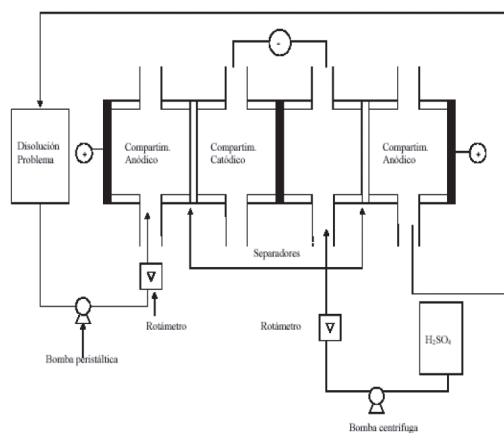 -
Disolución
Problema
+
Compartim.
Anódico
Compartim.
Catódico
Compartim.
Anódico
+
Separadores
Rotámetro
Rotámetro
H₂SO₄
Bomba peristáltica
Bomba centrífuga